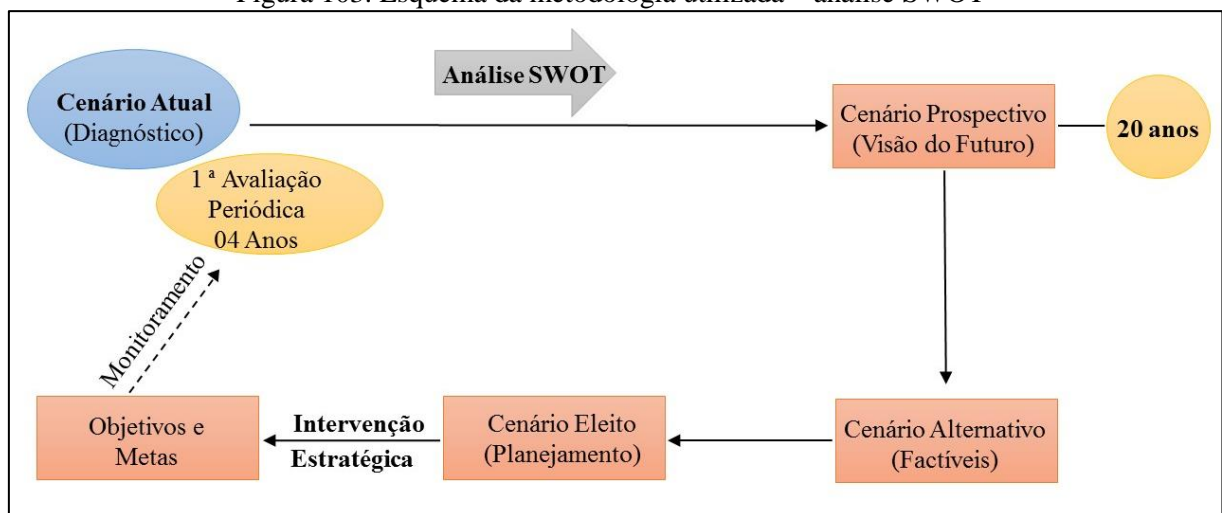 Figura 105. Esquema da metodologia utilizada – análise SWOT
Análise SWOT
Cenário Atual
(Diagnóstico)
Cenário Prospectivo
(Visão do Futuro)
20 anos
1 ª Avaliação
Periódica
04 Anos
Monitoramento
Objetivos e
Metas
Intervenção
Estratégica
Cenário Eleito
(Planejamento)
Cenário Alternativo
(Factíveis)